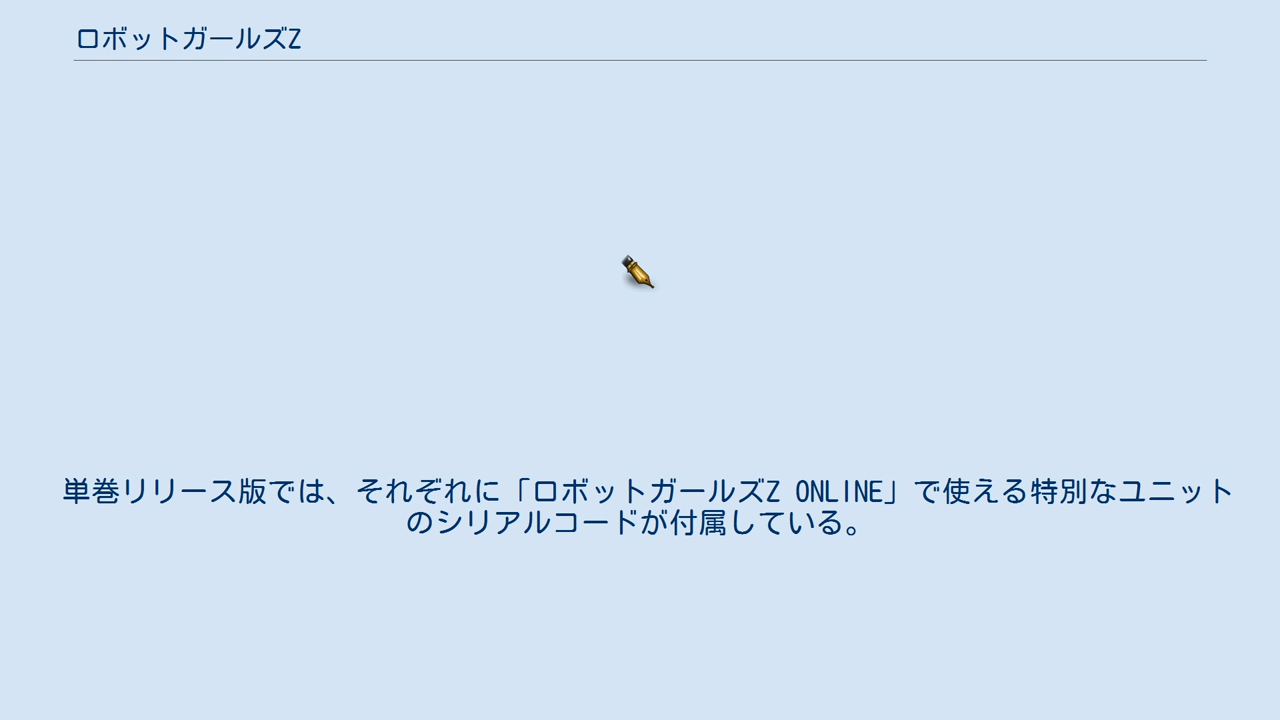 ロボットガールズZ
単巻リリース版では、それぞれに「ロボットガールズZ ONLINE」で使える特別なユニット
のシリアルコードが付属している。